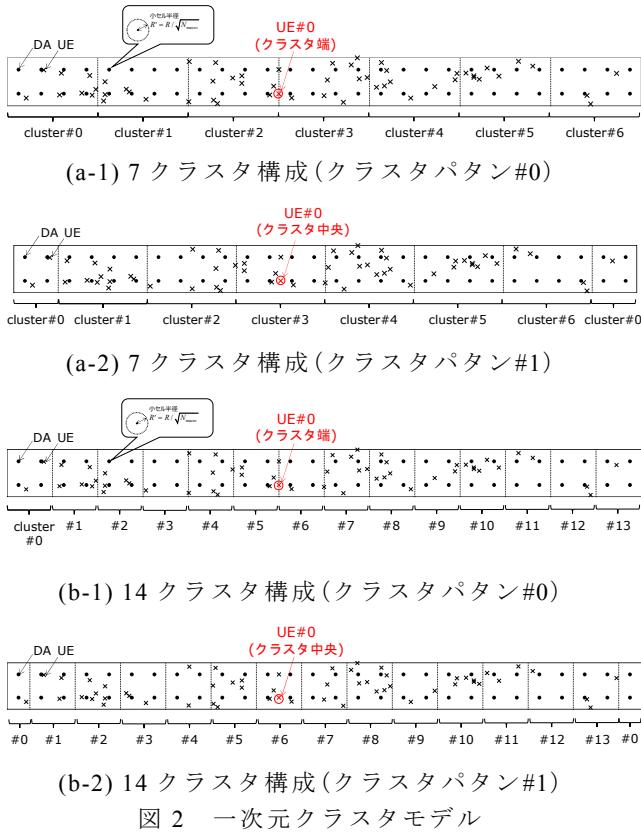 小セル半径
R' = R / √N_macro
DA UE
UE#0
(クラスタ端)
cluster#0 cluster#1 cluster#2 cluster#3 cluster#4 cluster#5 cluster#6
(a-1) 7 クラスタ構成(クラスタパタン#0)
UE#0
(クラスタ中央)
DA UE
cluster#0 cluster#1 cluster#2 cluster#3 cluster#4 cluster#5 cluster#6 cluster#0
(a-2) 7 クラスタ構成(クラスタパタン#1)
小セル半径
R' = R / √N_macro
UE#0
(クラスタ端)
DA UE
cluster
#0 #1 #2 #3 #4 #5 #6 #7 #8 #9 #10 #11 #12 #13
(b-1) 14 クラスタ構成(クラスタパタン#0)
UE#0
(クラスタ中央)
DA UE
#0 #1 #2 #3 #4 #5 #6 #7 #8 #9 #10 #11 #12 #13 #0
(b-2) 14 クラスタ構成(クラスタパタン#1)
図 2 一次元クラスタモデル